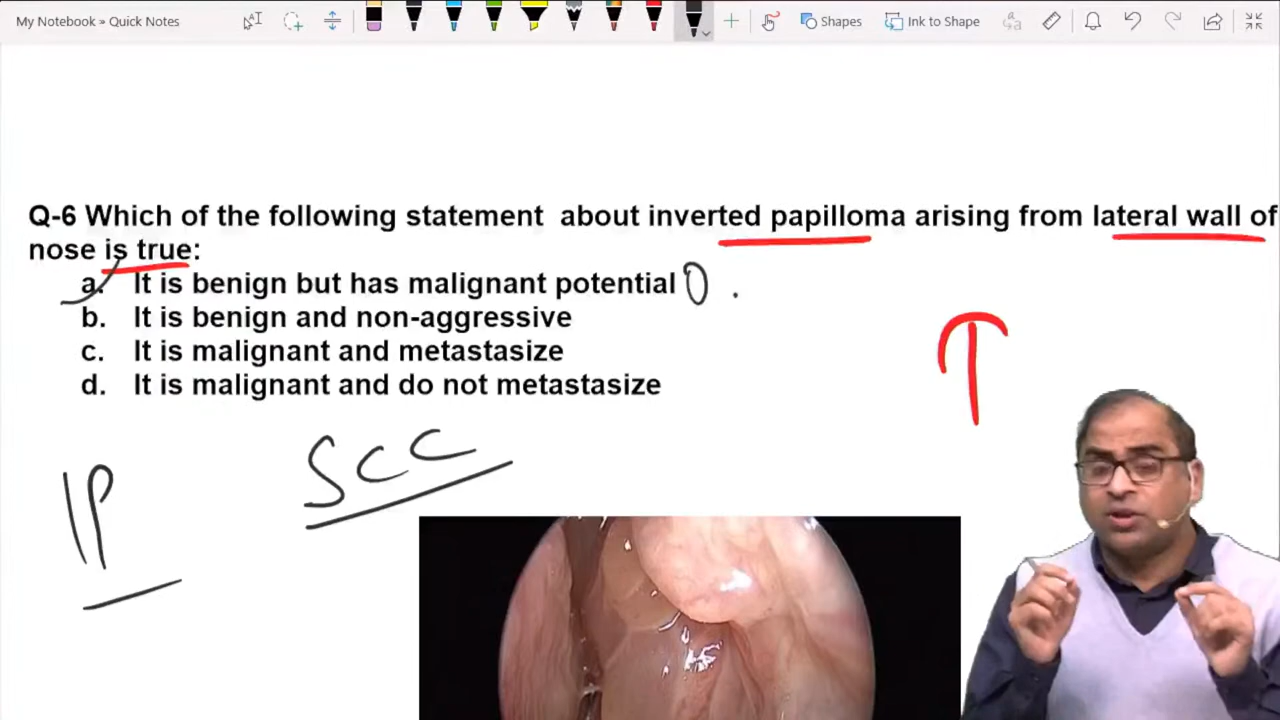 My Notebook » Quick Notes
Shapes
Ink to Shape
Q-6 Which of the following statement about inverted papilloma arising from lateral wall of
nose is true:
a. It is benign but has malignant potential
b. It is benign and non-aggressive
c. It is malignant and metastasize
d. It is malignant and do not metastasize
SCC
IP